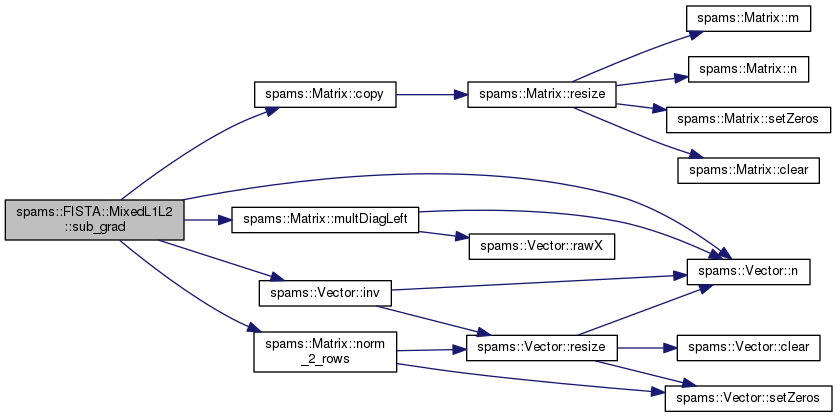 spams::FISTA::MixedL1L2
::sub_grad
spams::Matrix::copy
spams::Matrix::resize
spams::Matrix::m
spams::Matrix::n
spams::Matrix::setZeros
spams::Matrix::clear
spams::Matrix::multDiagLeft
spams::Vector::rawX
spams::Vector::n
spams::Vector::inv
spams::Matrix::norm
_2_rows
spams::Vector::resize
spams::Vector::clear
spams::Vector::setZeros